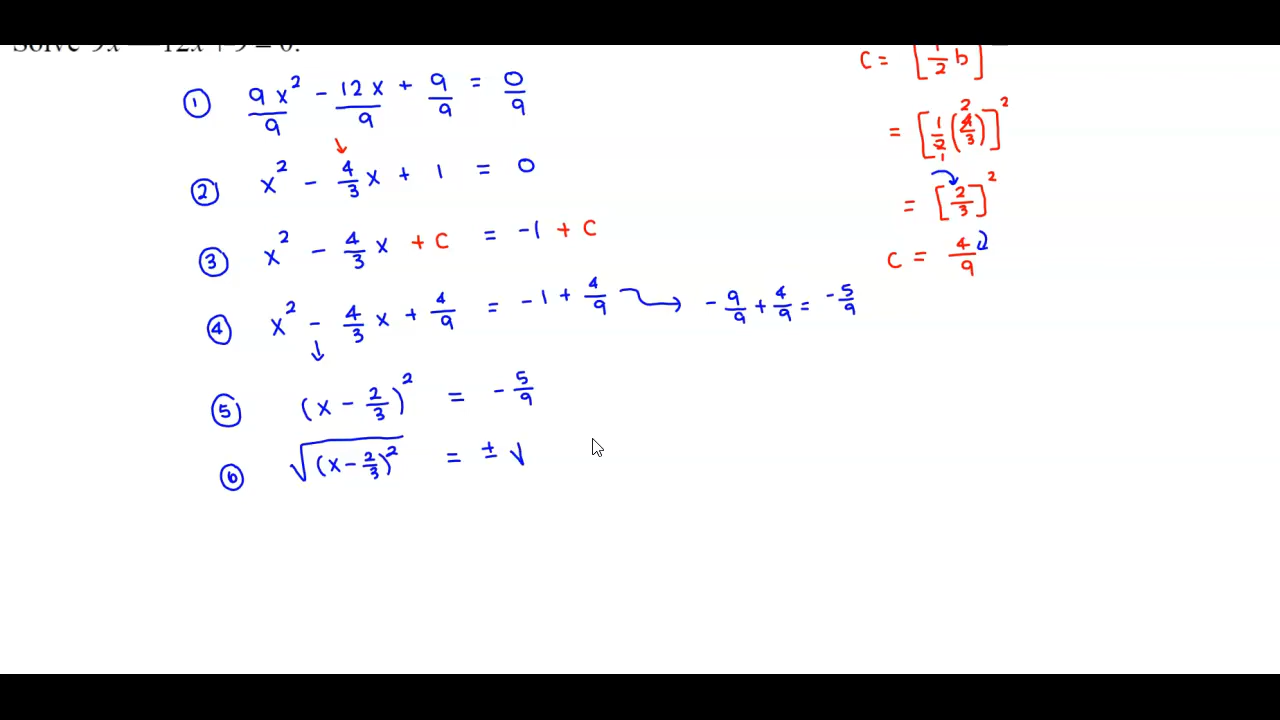 ① 9x²/9 - 12x/9 + 9/9 = 0/9
② x² - 4/3 x + 1 = 0
③ x² - 4/3 x + C = -1 + C
④ x² - 4/3 x + 4/9 = -1 + 4/9 → -9/9 + 4/9 = -5/9
⑤ (x - 2/3)² = -5/9
⑥ √(x - 2/3)² = ± √
C = [1/2 b]
= [1/2 (4/3)]²
= [2/3]²
C = 4/9